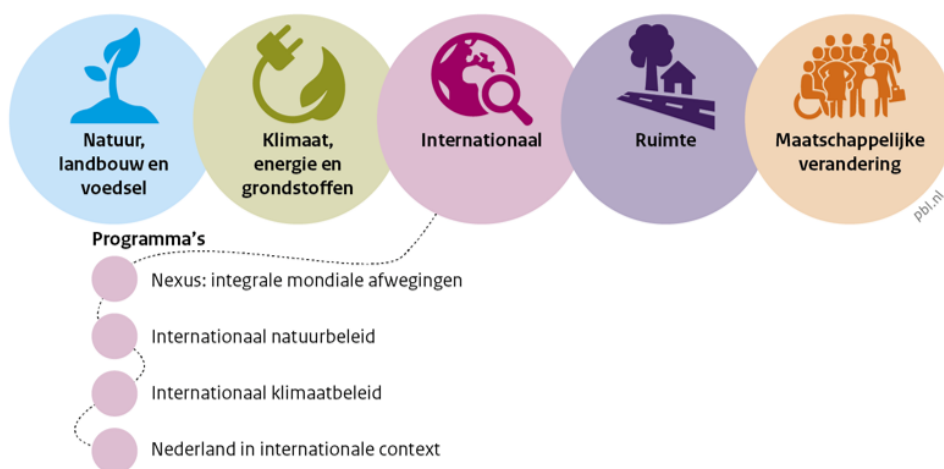 Natuur,
landbouw en
voedsel
Klimaat,
energie en
grondstoffen
Internationaal
Ruimte
Maatschappelijke
verandering
pbl.nl
Programma's
Nexus: integrale mondiale afwegingen
Internationaal natuurbeleid
Internationaal klimaatbeleid
Nederland in internationale context